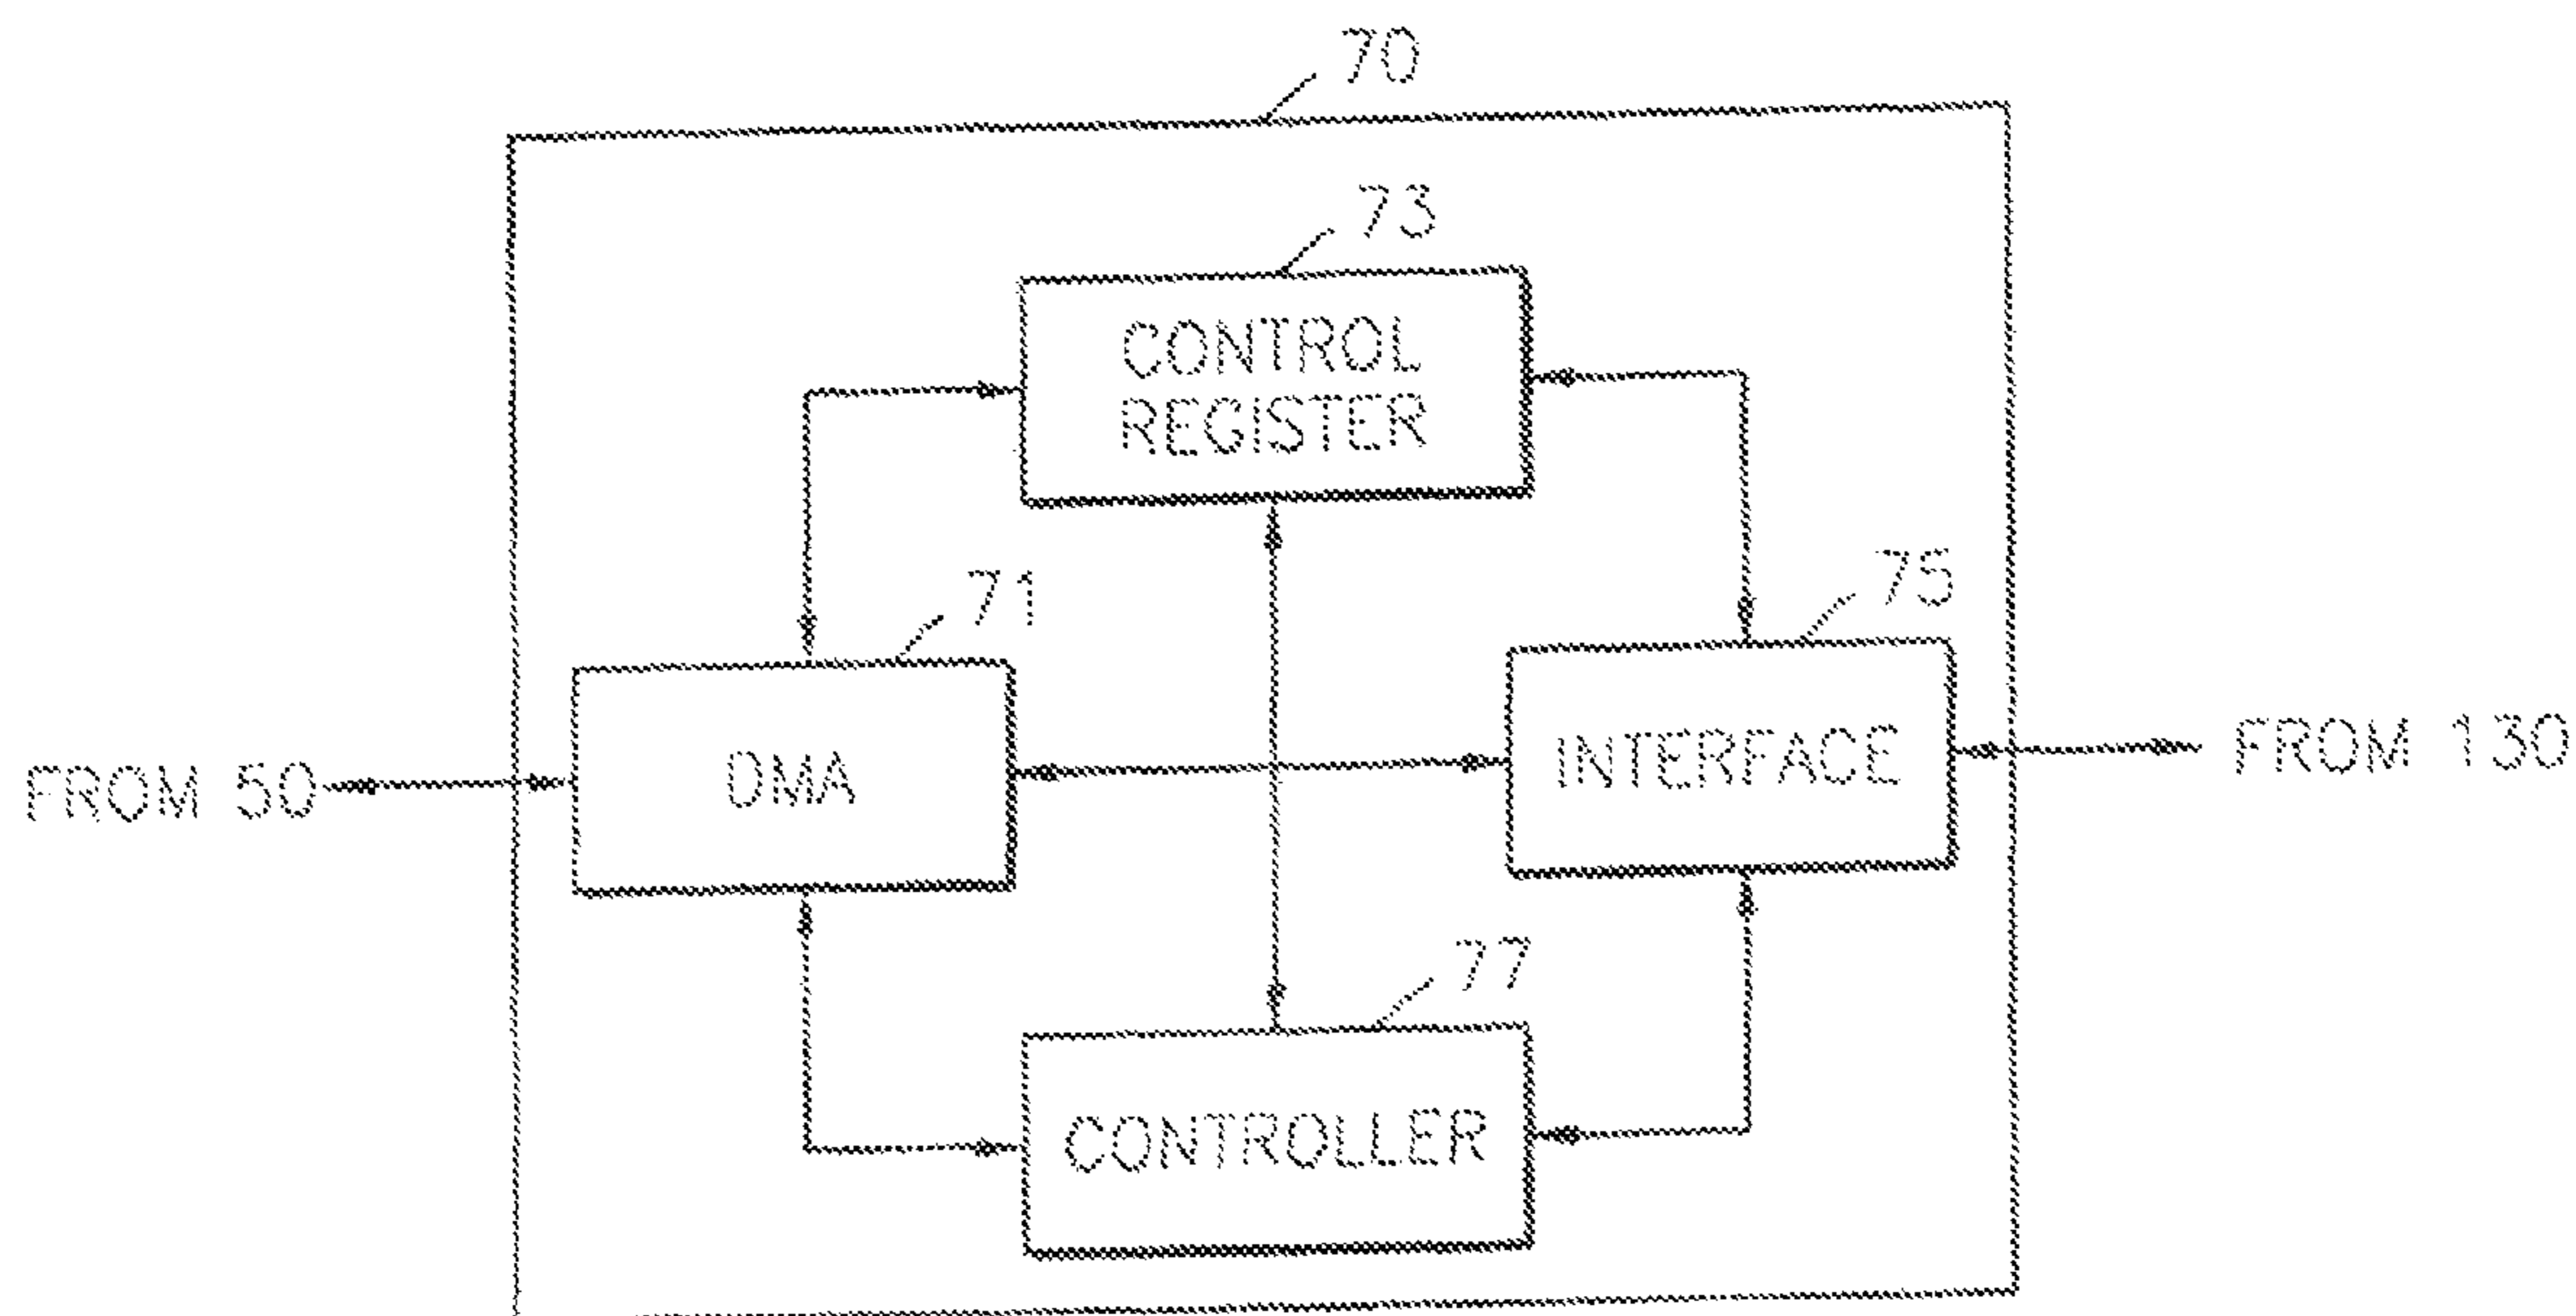 70
73
CONTROL
REGISTER
71
75
FROM 50
DMA
INTERFACE
FROM 130
77
CONTROLLER